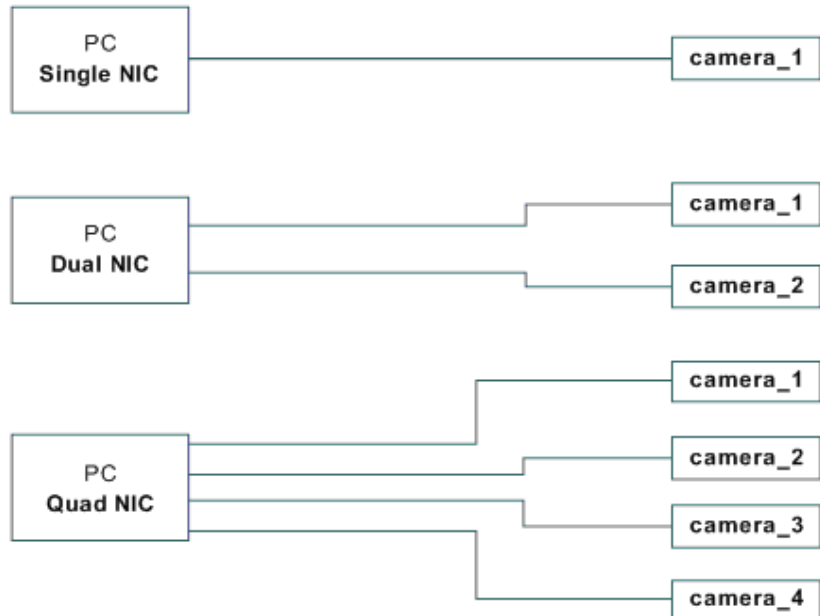 PC
Single NIC
camera_1
PC
Dual NIC
camera_1
camera_2
PC
Quad NIC
camera_1
camera_2
camera_3
camera_4